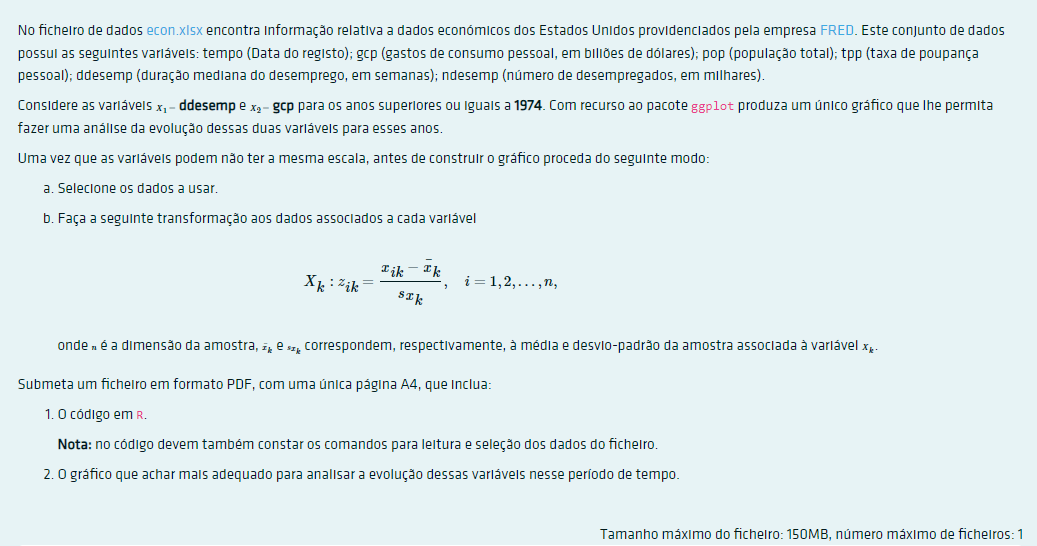 No ficheiro de dados econ.xlsx encontra informação relativa a dados económicos dos Estados Unidos providenciados pela empresa FRED. Este conjunto de dados
possui as seguintes variáveis: tempo (Data do registo); gcp (gastos de consumo pessoal, em biliões de dólares); pop (população total); tpp (taxa de poupança
pessoal); ddesemp (duração mediana do desemprego, em semanas); ndesemp (número de desempregados, em milhares).
Considere as variáveis x₁ – ddesemp e x₂ – gcp para os anos superiores ou iguais a 1974. Com recurso ao pacote ggplot produza um único gráfico que lhe permita
fazer uma análise da evolução dessas duas variáveis para esses anos.
Uma vez que as variáveis podem não ter a mesma escala, antes de construir o gráfico proceda do seguinte modo:
a. Selecione os dados a usar.
b. Faça a seguinte transformação aos dados associados a cada variável
X_k : z_{ik} = \frac{x_{ik} - \bar{x}_k}{s_{x_k}}, i = 1, 2, …, n,
onde n é a dimensão da amostra, x̄ₖ e s_{x_k} correspondem, respectivamente, à média e desvio-padrão da amostra associada à variável xₖ.
Submeta um ficheiro em formato PDF, com uma única página A4, que inclua:
1. O código em R.
Nota: no código devem também constar os comandos para leitura e seleção dos dados do ficheiro.
2. O gráfico que achar mais adequado para analisar a evolução dessas variáveis nesse período de tempo.
Tamanho máximo do ficheiro: 150MB, número máximo de ficheiros: 1